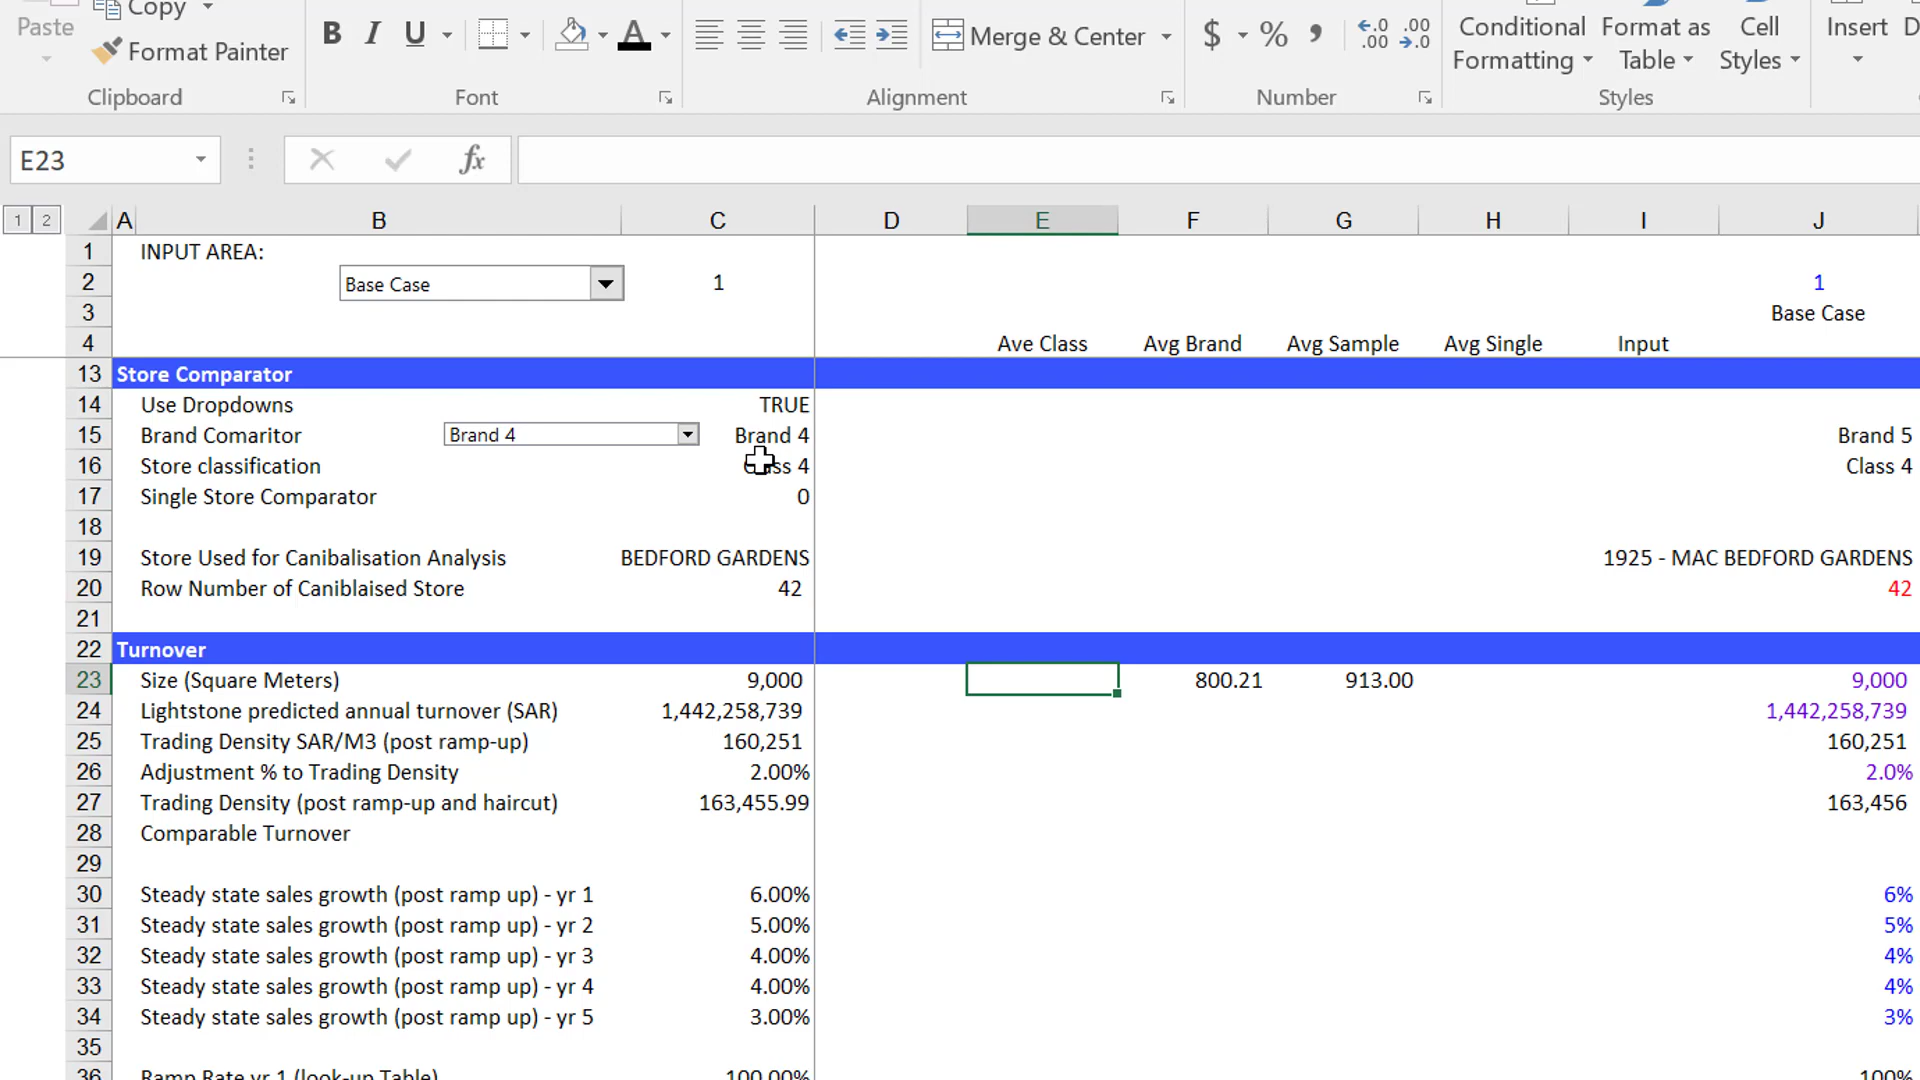 Paste Copy
Format Painter
B I U A Merge & Center $ % , ←.0 .00 .00 →.0
Conditional Formatting Format as Table Cell Styles Insert
Clipboard Font Alignment Number Styles
E23 fx
1 2 A B C D E F G H I J
1 INPUT AREA:
2 Base Case 1 1
3 Base Case
4 Ave Class Avg Brand Avg Sample Avg Single Input
13 Store Comparator
14 Use Dropdowns TRUE
15 Brand Comaritor Brand 4 Brand 4 Brand 5
16 Store classification Class 4 Class 4
17 Single Store Comparator 0
18
19 Store Used for Canibalisation Analysis BEDFORD GARDENS 1925 - MAC BEDFORD GARDENS
20 Row Number of Caniblaised Store 42 42
21
22 Turnover
23 Size (Square Meters) 9,000 800.21 913.00 9,000
24 Lightstone predicted annual turnover (SAR) 1,442,258,739 1,442,258,739
25 Trading Density SAR/M3 (post ramp-up) 160,251 160,251
26 Adjustment % to Trading Density 2.00% 2.0%
27 Trading Density (post ramp-up and haircut) 163,455.99 163,456
28 Comparable Turnover
29
30 Steady state sales growth (post ramp up) - yr 1 6.00% 6%
31 Steady state sales growth (post ramp up) - yr 2 5.00% 5%
32 Steady state sales growth (post ramp up) - yr 3 4.00% 4%
33 Steady state sales growth (post ramp up) - yr 4 4.00% 4%
34 Steady state sales growth (post ramp up) - yr 5 3.00% 3%
35
36 Ramp Rate yr 1 (look-up Table) 100.00% 100%